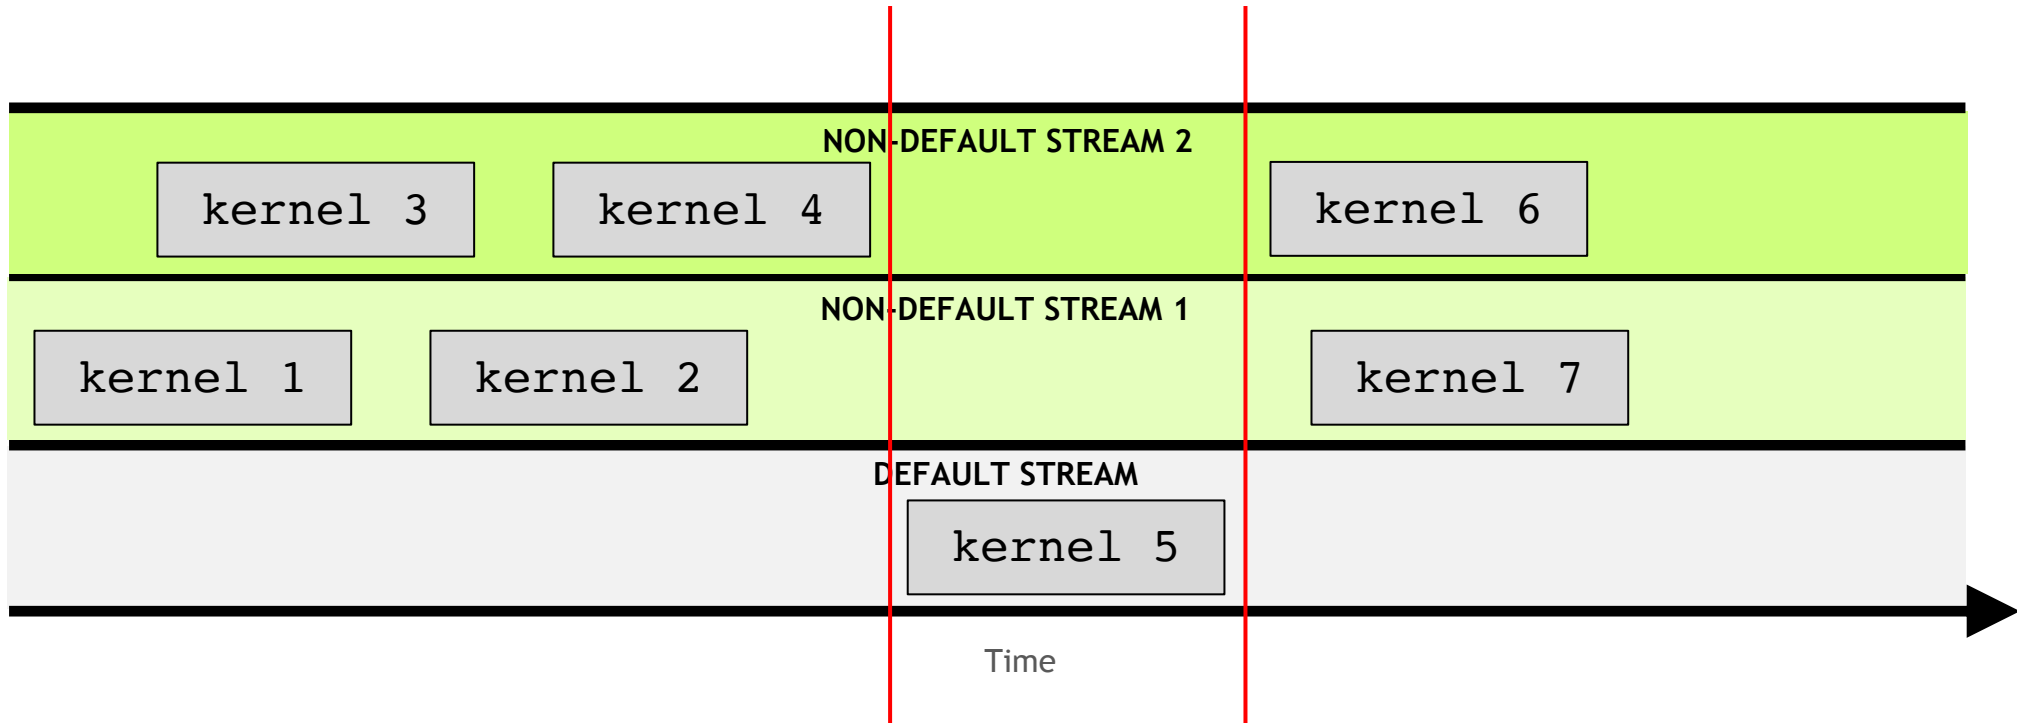 NON-DEFAULT STREAM 2
kernel 3
kernel 4
kernel 6
NON-DEFAULT STREAM 1
kernel 1
kernel 2
kernel 7
DEFAULT STREAM
kernel 5
Time